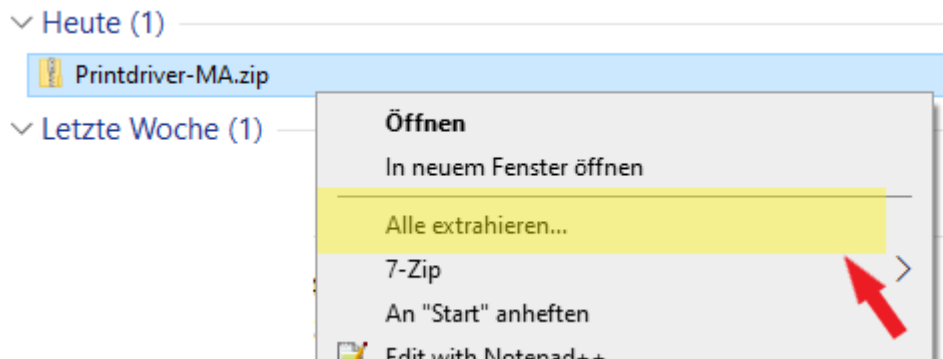 Heute (1)
Printdriver-MA.zip
Letzte Woche (1)
Öffnen
In neuem Fenster öffnen
Alle extrahieren...
7-Zip
An "Start" anheften
Edit with Notepad++